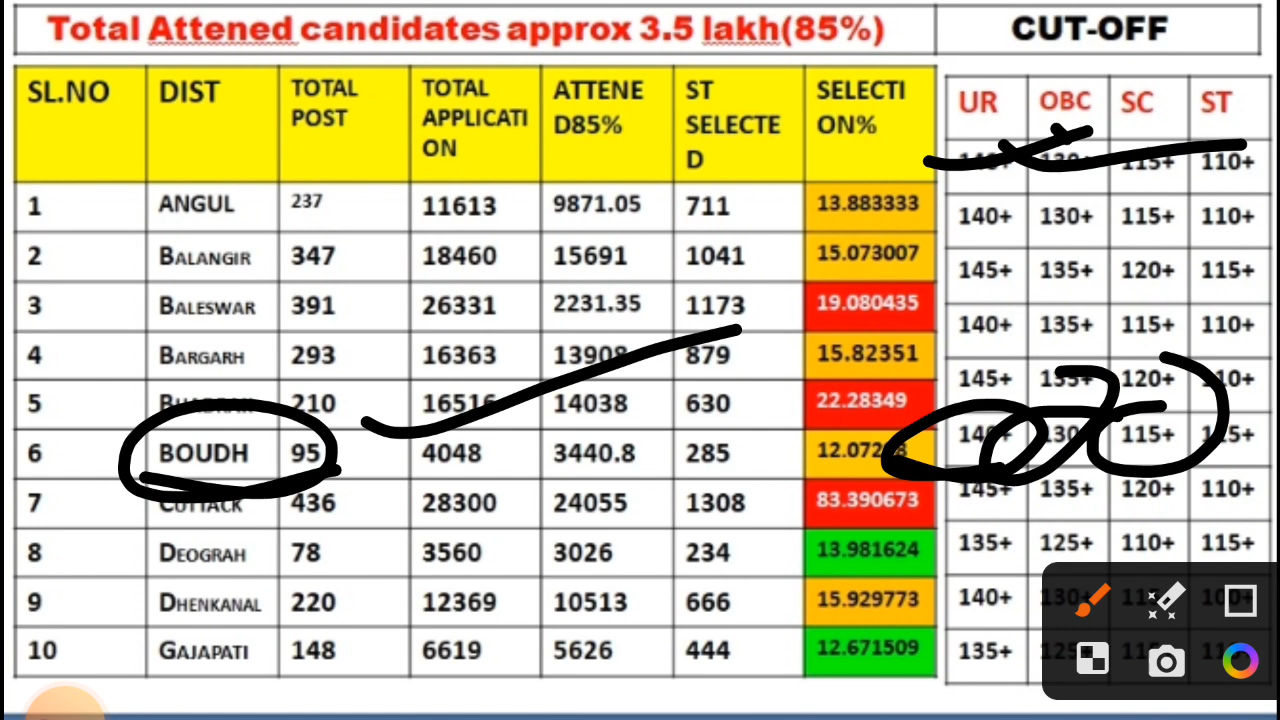 Total Attened candidates approx 3.5 lakh(85%) CUT-OFF
SL.NO DIST TOTAL POST TOTAL APPLICATION ATTENED85% ST SELECTED SELECTION% UR OBC SC ST
115+ 110+
1 ANGUL 237 11613 9871.05 711 13.883333 140+ 130+ 115+ 110+
2 BALANGIR 347 18460 15691 1041 15.073007 145+ 135+ 120+ 115+
3 BALESWAR 391 26331 2231.35 1173 19.080435 140+ 135+ 115+ 110+
4 BARGARH 293 16363 13908 879 15.82351 145+ 135+ 120+ 110+
5 210 16516 14038 630 22.28349 140+ 130+ 115+
6 BOUDH 95 4048 3440.8 285 145+ 135+ 120+ 110+
7 CUTTACK 436 28300 24055 1308 83.390673 135+ 125+ 110+ 115+
8 DEOGRAH 78 3560 3026 234 13.981624 140+
9 DHENKANAL 220 12369 10513 666 15.929773 135+
10 GAJAPATI 148 6619 5626 444 12.671509